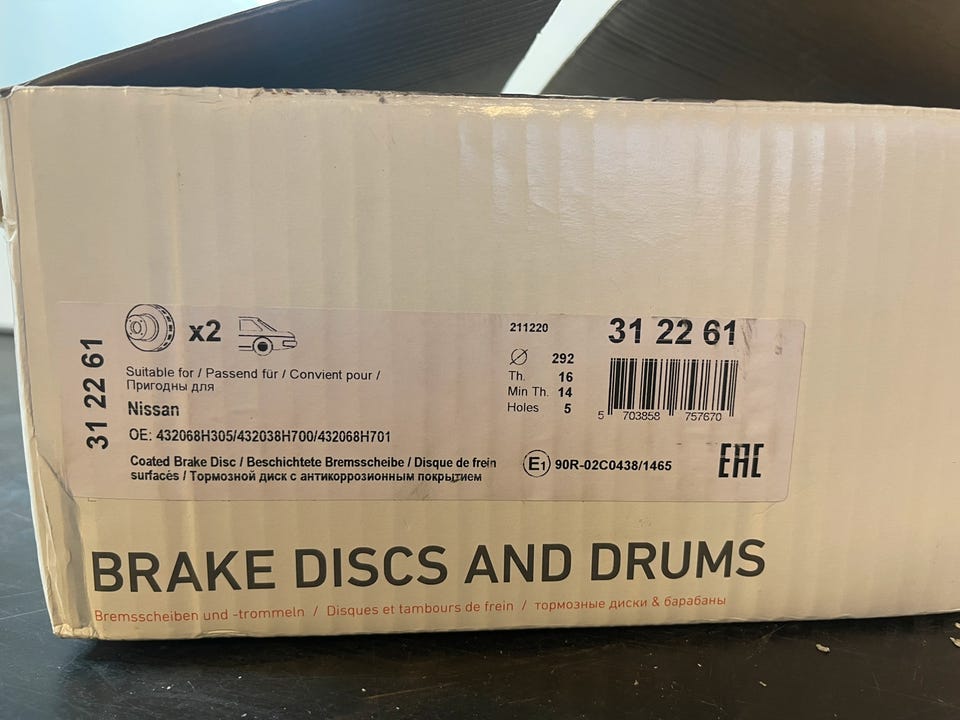 31 22 61
x2
Suitable for / Passend für / Convient pour /
Пригодны для
Nissan
OE: 432068H305/432038H700/432068H701
Coated Brake Disc / Beschichtete Bremsscheibe / Disque de frein
surfacés / Тормозной диск с антикоррозионным покрытием
211220
31 22 61
⌀ 292
Th. 16
Min Th. 14
Holes 5
5 703858 757670
E1 90R-02C0438/1465
EAC
BRAKE DISCS AND DRUMS
Bremsscheiben und -trommeln / Disques et tambours de frein / тормозные диски & барабаны